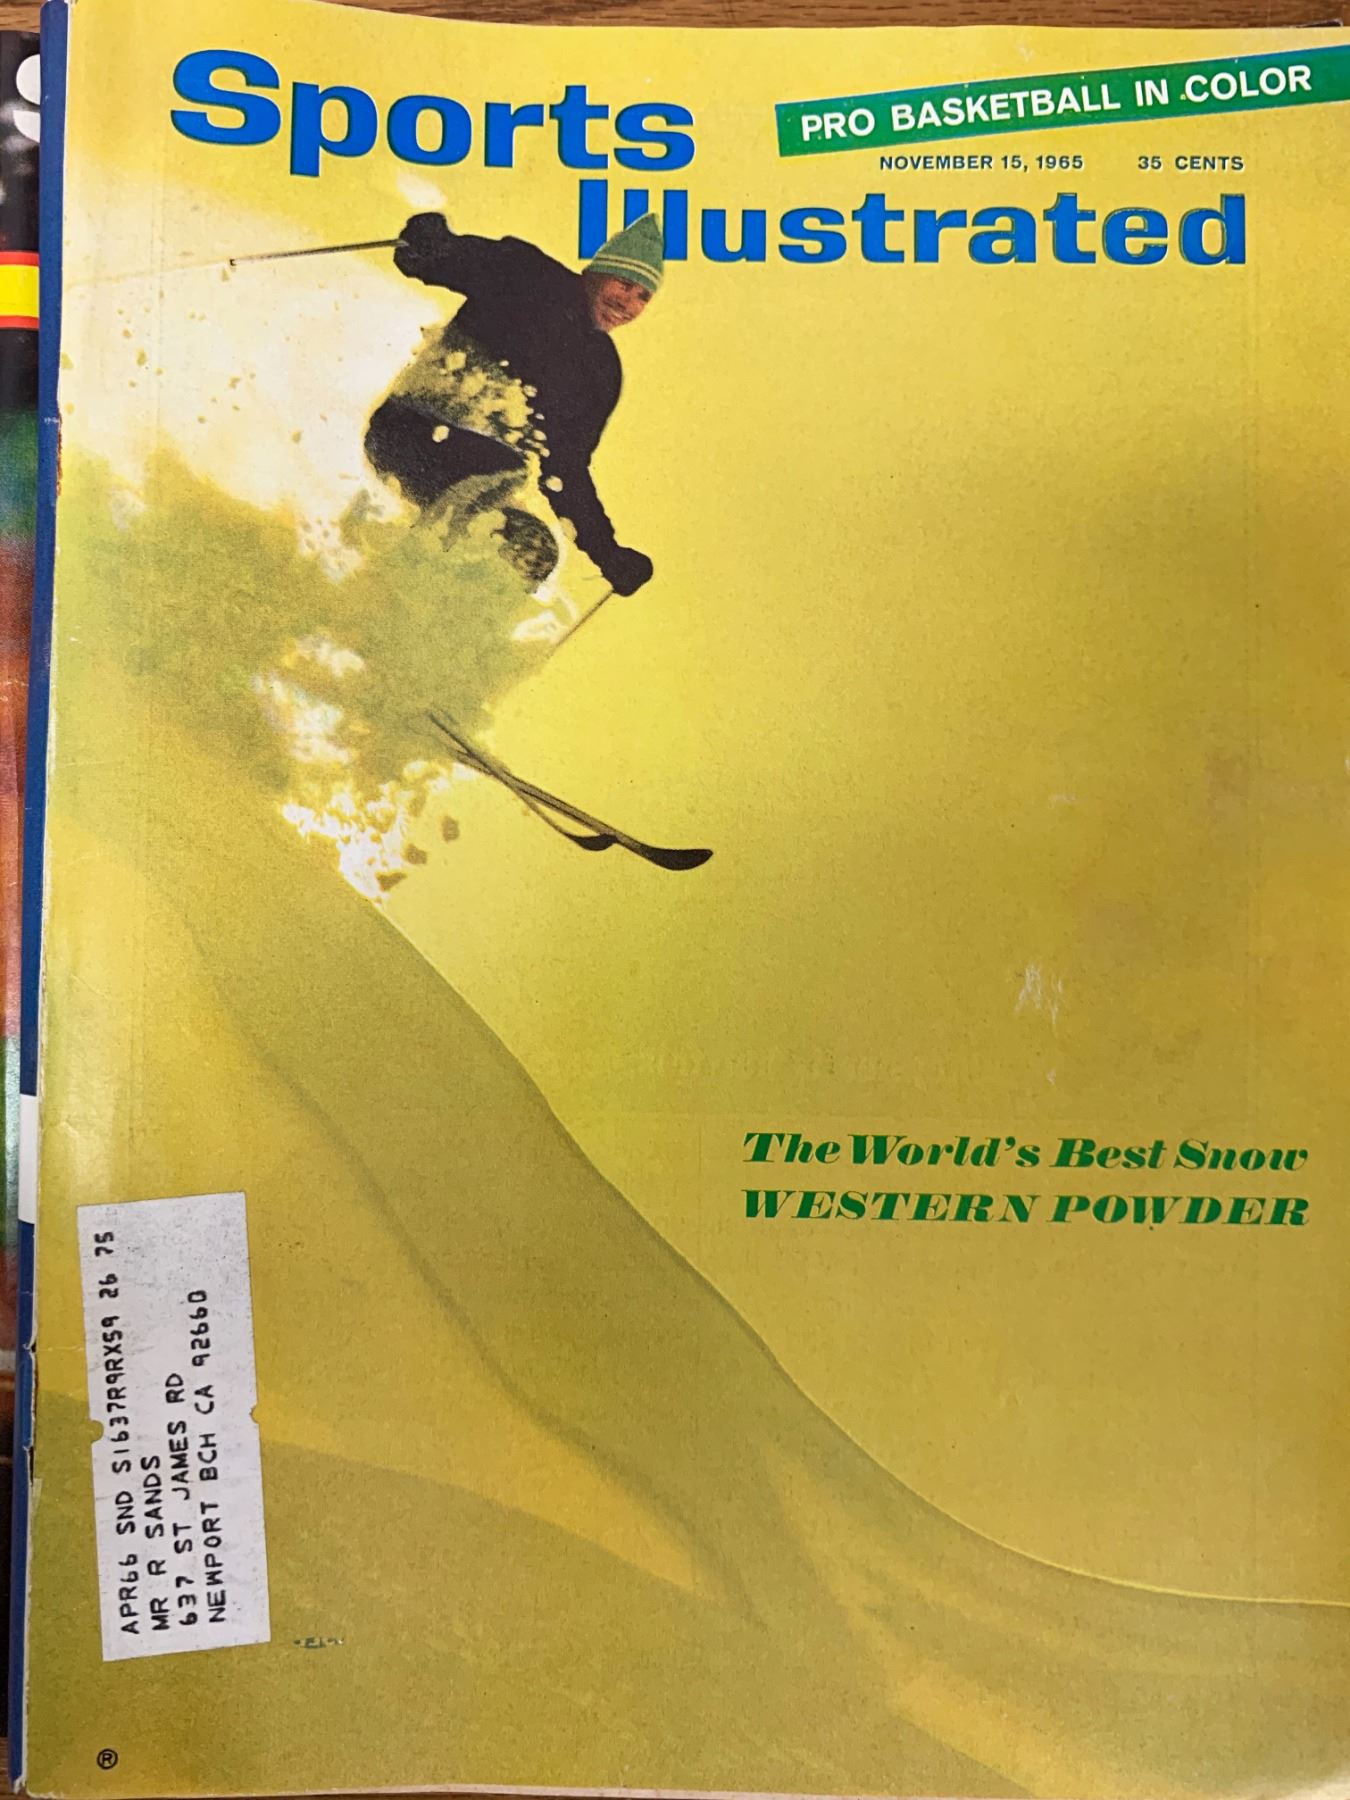 Sports
Illustrated
PRO BASKETBALL IN COLOR
NOVEMBER 15, 1965 35 CENTS
The World's Best Snow
WESTERN POWDER
APR66 SND S1637R9RX59 26 75
MR R SANDS
637 ST JAMES RD
NEWPORT BCH CA 92660
®